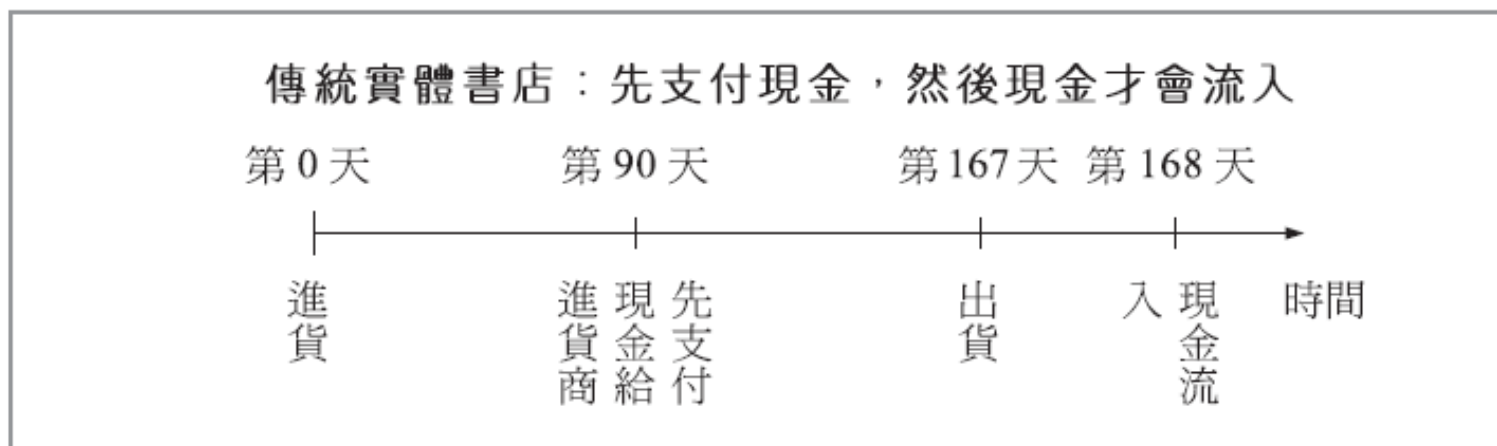 傳統實體書店：先支付現金，然後現金才會流入
第 0 天
第 90 天
第 167 天
第 168 天
進貨
先支付
現金給
進貨商
出貨
現金流
入
時間